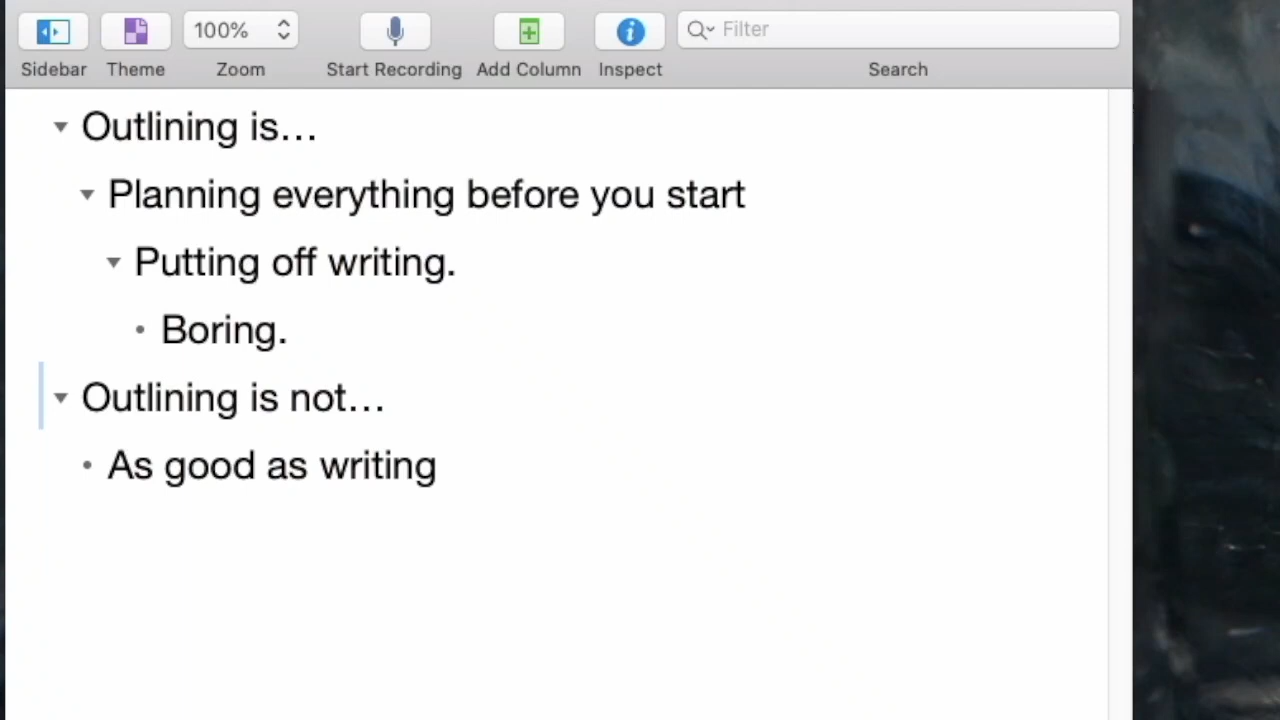 100%
Filter
Sidebar Theme Zoom Start Recording Add Column Inspect Search
Outlining is…
Planning everything before you start
Putting off writing.
Boring.
Outlining is not…
As good as writing